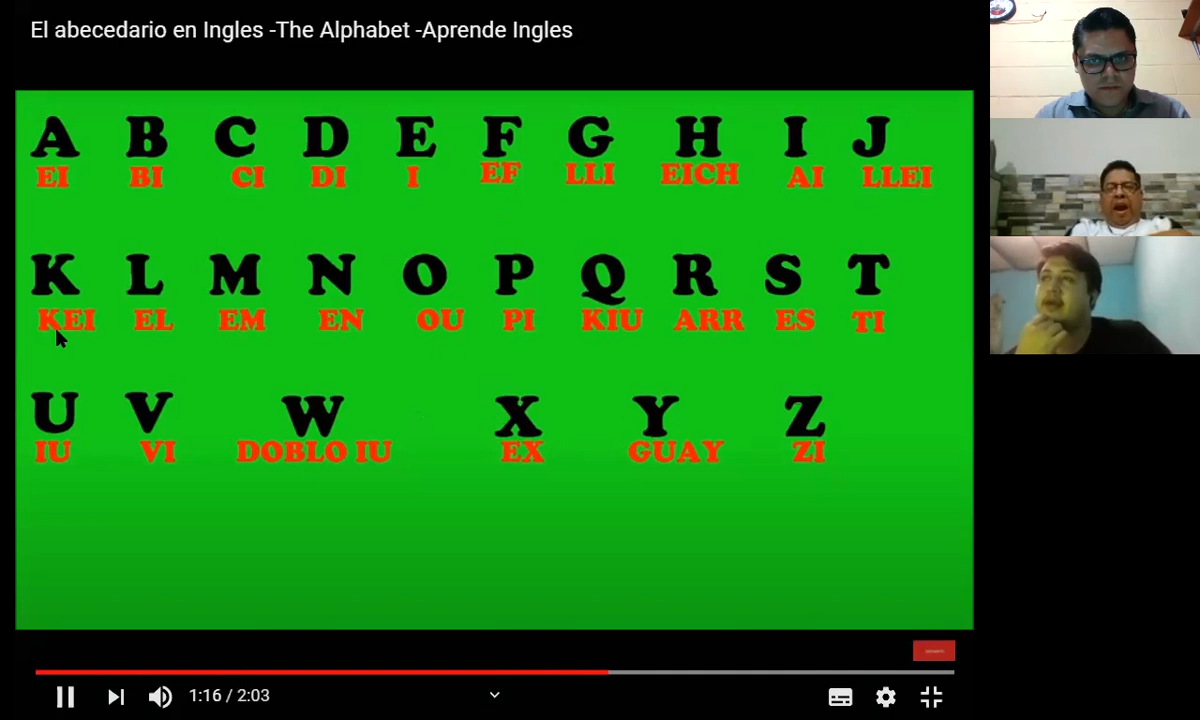 El abecedario en Ingles -The Alphabet -Aprende Ingles
A B C D E F G H I J
EI BI CI DI I EF LLI EICH AI LLEI
K L M N O P Q R S T
KEI EL EM EN OU PI KIU ARR ES TI
U V W X Y Z
IU VI DOBLO IU EX GUAY ZI
1:16 / 2:03